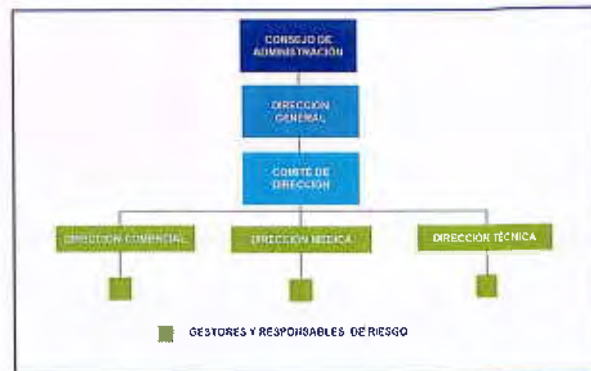 CONSEJO DE
ADMINISTRACIÓN
DIRECCIÓN
GENERAL
COMITÉ DE
DIRECCIÓN
DIRECCIÓN COMERCIAL
DIRECCIÓN MÉDICA
DIRECCIÓN TÉCNICA
GESTORES Y RESPONSABLES DE RIESGO